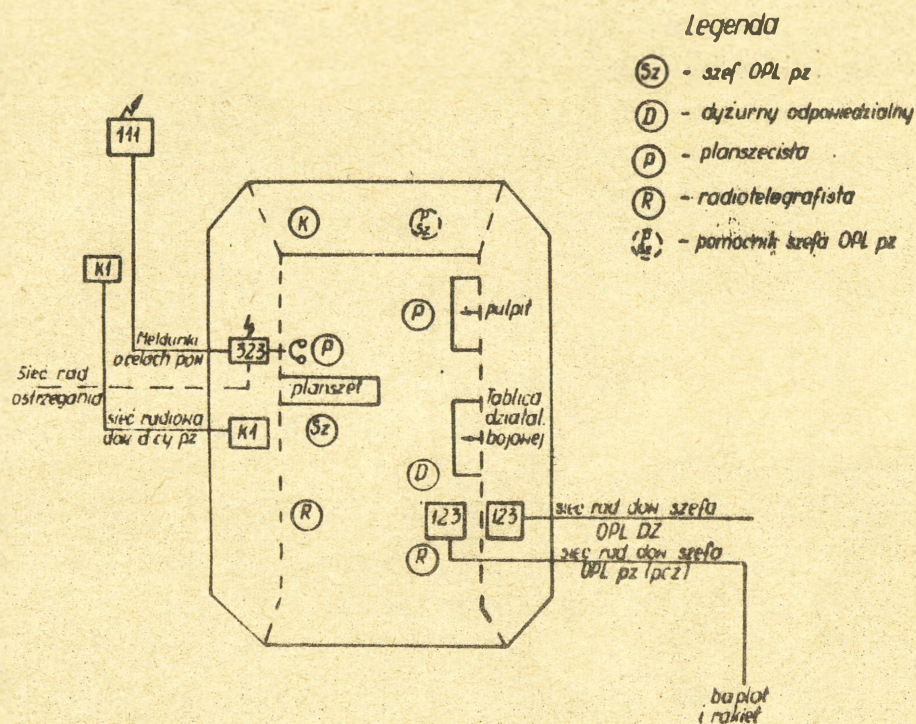 Legenda
Sz - szef OPL pz
D - dyżurny odpowiedzialny
P - planszecista
R - radiotelegrafista
P Sz - pomocnik szefa OPL pz
111
K
P
Sz
K1
P
pulpit
Meldunki
o celach pow
323
P
Sieć rad
ostrzegania
planszet
sieć radiowa
dow d'cy pz
K1
Sz
Tablica
działal.
bojowej
D
R
123
123
sieć rad dow szefa
OPL DZ
R
sieć rad dow szefa
OPL pz (pcz)
baplot
i rakiet